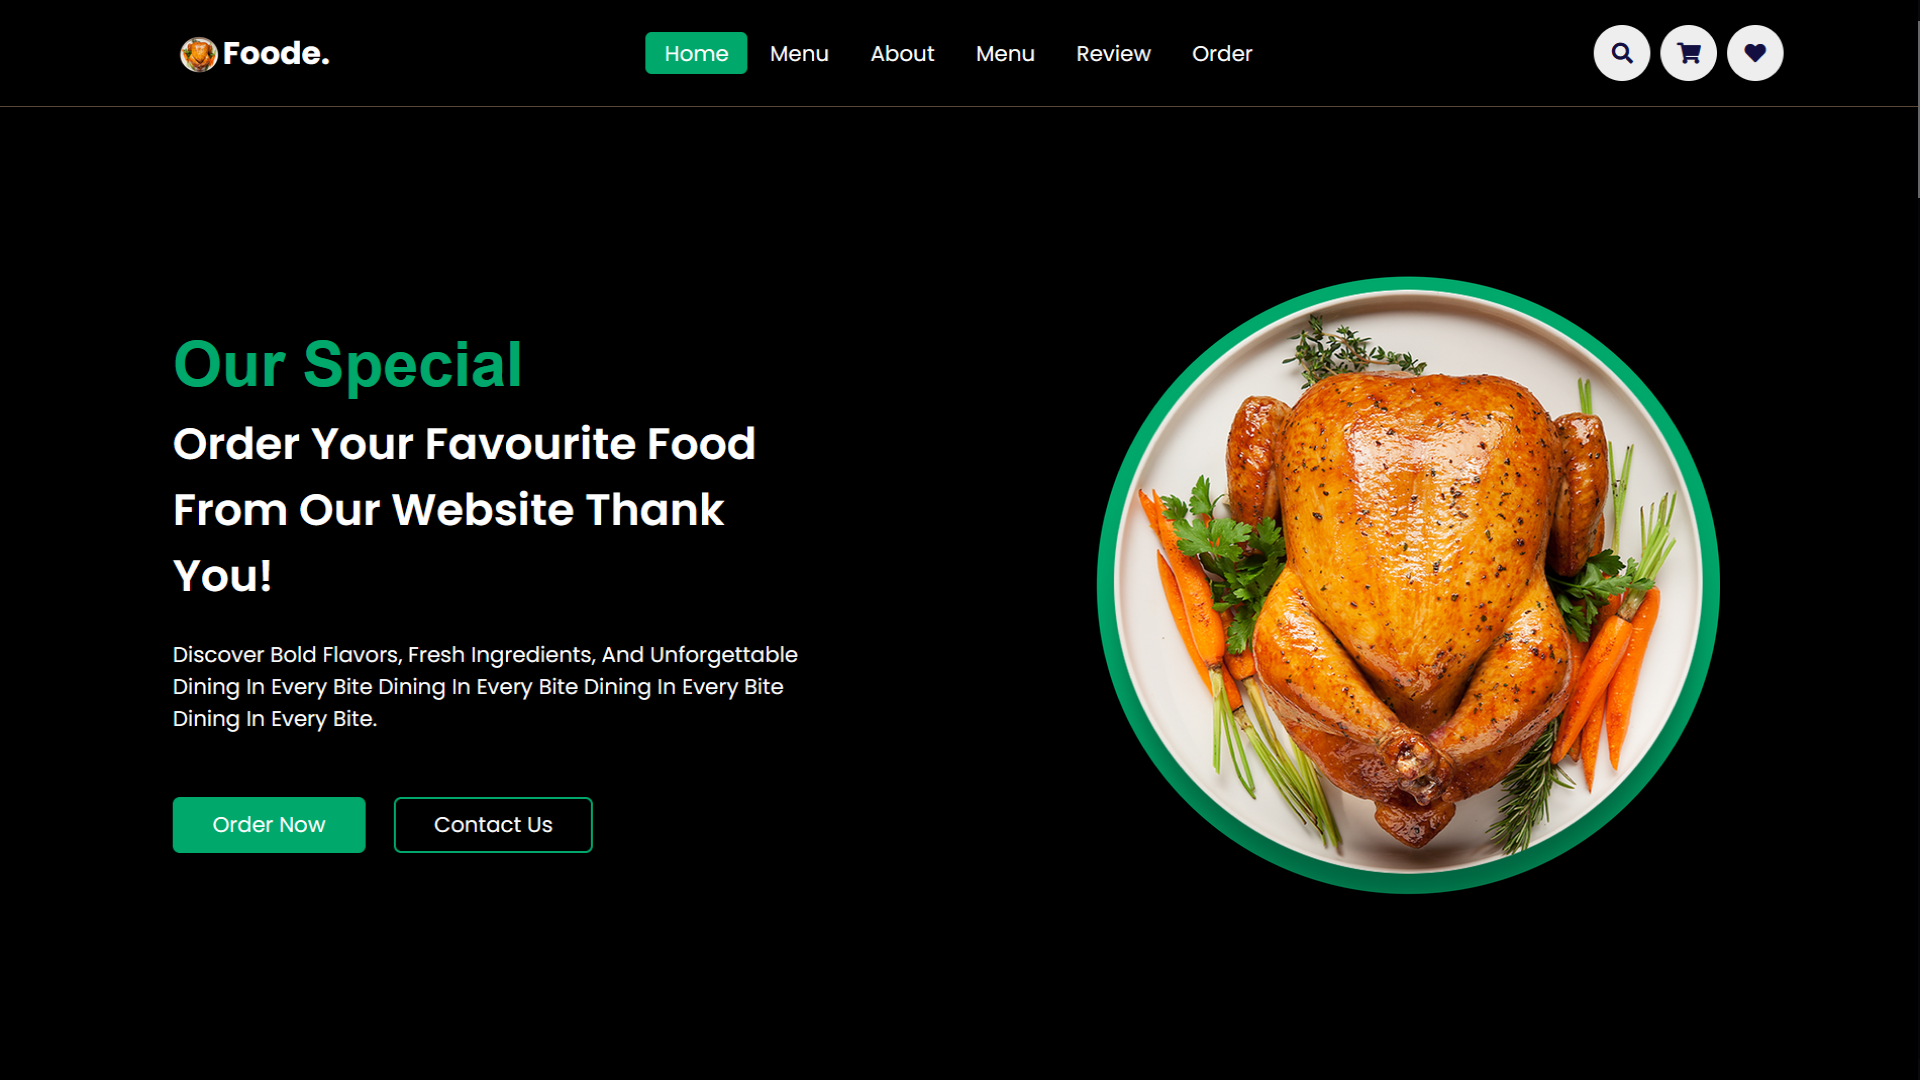 Foode.
Home Menu About Menu Review Order
Our Special
Order Your Favourite Food
From Our Website Thank
You!
Discover Bold Flavors, Fresh Ingredients, And Unforgettable
Dining In Every Bite Dining In Every Bite Dining In Every Bite
Dining In Every Bite.
Order Now Contact Us